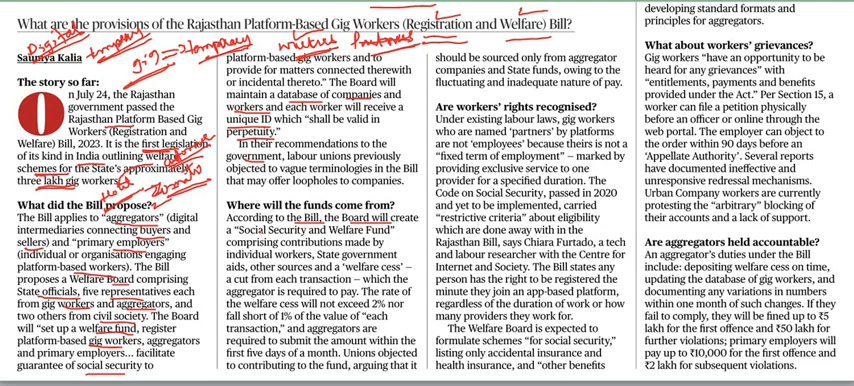 What are the provisions of the Rajasthan Platform-Based Gig Workers (Registration and Welfare) Bill?
Digital
temporary
gig = temporary
Saumya Kalia
The story so far:
On July 24, the Rajasthan
government passed the
Rajasthan Platform Based Gig
Workers (Registration and
Welfare) Bill, 2023. It is the first legislation
of its kind in India outlining welfare
schemes for the State's approximately
three lakh gig workers.
What did the Bill propose?
The Bill applies to "aggregators" (digital
intermediaries connecting buyers and
sellers) and "primary employers"
(individual or organisations engaging
platform-based workers). The Bill
proposes a Welfare Board comprising
State officials, five representatives each
from gig workers and aggregators, and
two others from civil society. The Board
will "set up a welfare fund, register
platform-based gig workers, aggregators
and primary employers... facilitate
guarantee of social security to
platform-based gig workers and to
provide for matters connected therewith
or incidental thereto." The Board will
maintain a database of companies and
workers and each worker will receive a
unique ID which "shall be valid in
perpetuity."
In their recommendations to the
government, labour unions previously
objected to vague terminologies in the Bill
that may offer loopholes to companies.
Where will the funds come from?
According to the Bill, the Board will create
a "Social Security and Welfare Fund"
comprising contributions made by
individual workers, State government
aids, other sources and a 'welfare cess' –
a cut from each transaction – which the
aggregator is required to pay. The rate of
the welfare cess will not exceed 2% nor
fall short of 1% of the value of "each
transaction," and aggregators are
required to submit the amount within the
first five days of a month. Unions objected
to contributing to the fund, arguing that it
should be sourced only from aggregator
companies and State funds, owing to the
fluctuating and inadequate nature of pay.
Are workers' rights recognised?
Under existing labour laws, gig workers
who are named 'partners' by platforms
are not 'employees' because theirs is not a
"fixed term of employment" – marked by
providing exclusive service to one
provider for a specified duration. The
Code on Social Security, passed in 2020
and yet to be implemented, carried
"restrictive criteria" about eligibility
which are done away with in the
Rajasthan Bill, says Chiara Furtado, a tech
and labour researcher with the Centre for
Internet and Society. The Bill states any
person has the right to be registered the
minute they join an app-based platform,
regardless of the duration of work or how
many providers they work for.
The Welfare Board is expected to
formulate schemes "for social security,"
listing only accidental insurance and
health insurance, and "other benefits
developing standard formats and
principles for aggregators.
What about workers' grievances?
Gig workers "have an opportunity to be
heard for any grievances" with
"entitlements, payments and benefits
provided under the Act." Per Section 15, a
worker can file a petition physically
before an officer or online through the
web portal. The employer can object to
the order within 90 days before an
'Appellate Authority'. Several reports
have documented ineffective and
unresponsive redressal mechanisms.
Urban Company workers are currently
protesting the "arbitrary" blocking of
their accounts and a lack of support.
Are aggregators held accountable?
An aggregator's duties under the Bill
include: depositing welfare cess on time,
updating the database of gig workers, and
documenting any variations in numbers
within one month of such changes. If they
fail to comply, they will be fined up to ₹5
lakh for the first offence and ₹50 lakh for
further violations; primary employers will
pay up to ₹10,000 for the first offence and
₹2 lakh for subsequent violations.